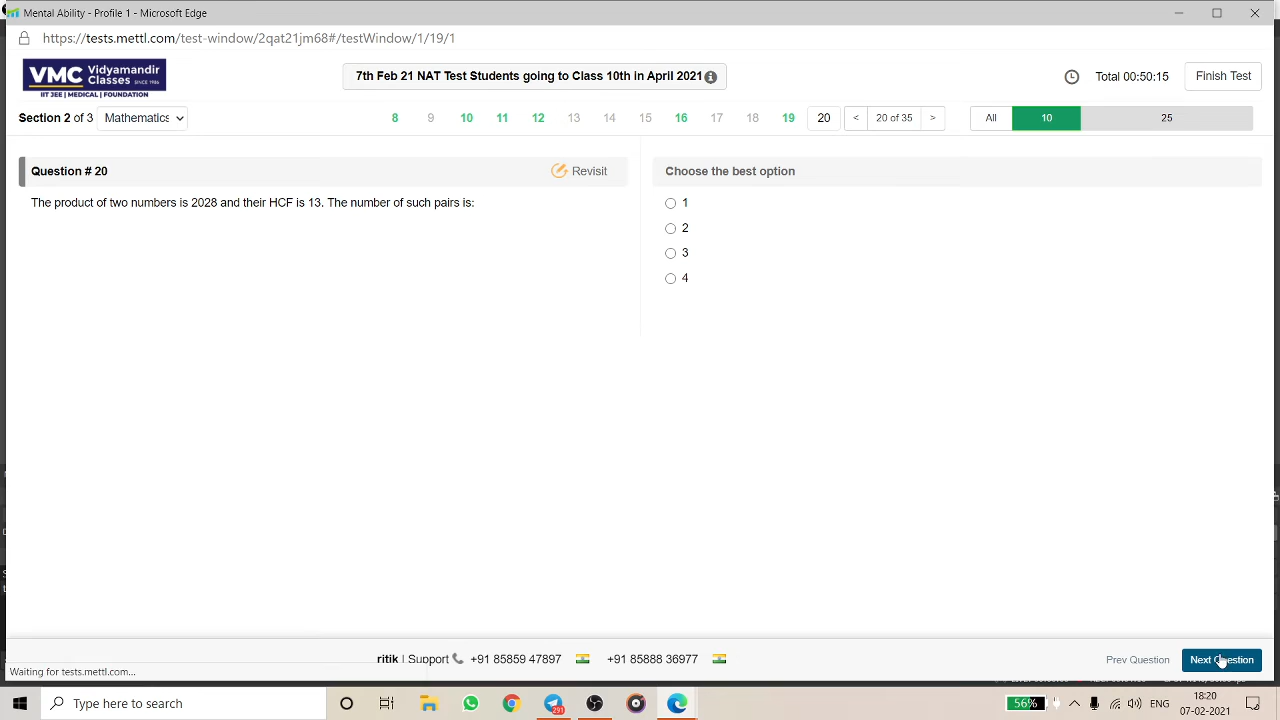 Mental Ability - Profile 1 - Microsoft Edge
https://tests.mettl.com/test-window/2qat21jm68#/testWindow/1/19/1
VMC Vidyamandir Classes SINCE 1986
IIT JEE | MEDICAL | FOUNDATION
7th Feb 21 NAT Test Students going to Class 10th in April 2021
Total 00:50:15
Finish Test
Section 2 of 3 Mathematics
8 9 10 11 12 13 14 15 16 17 18 19 20 < 20 of 35 > All 10 25
Question # 20
Revisit
The product of two numbers is 2028 and their HCF is 13. The number of such pairs is:
Choose the best option
1
2
3
4
ritik | Support +91 85859 47897 +91 85888 36977
Prev Question
Next Question
Waiting for tests.mettl.com...
Type here to search
291
56%
ENG
18:20
07-02-2021